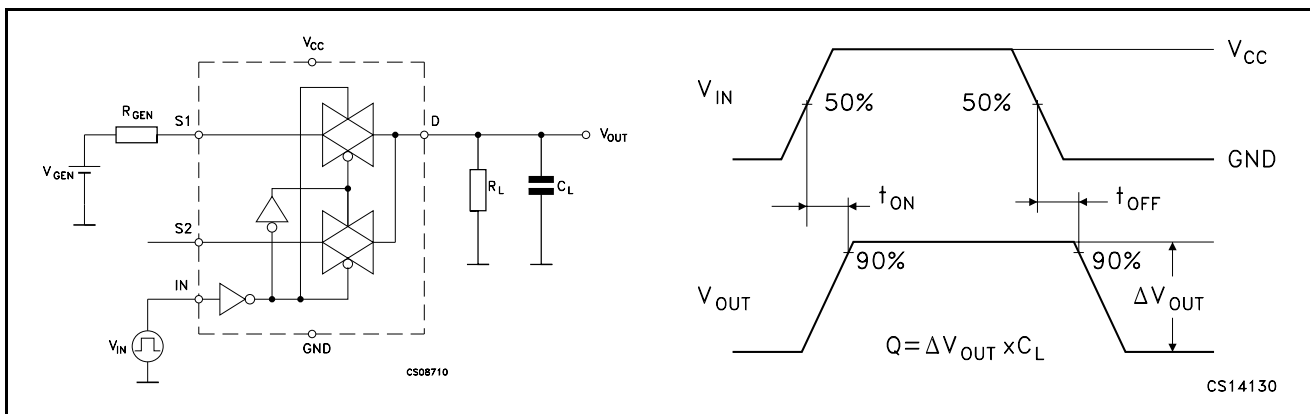 V_CC
R_GEN
S1
D
V_OUT
V_GEN
R_L
C_L
S2
IN
V_IN
GND
CS08710
V_CC
V_IN
50%
50%
GND
t_ON
t_OFF
90%
90%
V_OUT
ΔV_OUT
Q=ΔV_OUT xC_L
CS14130